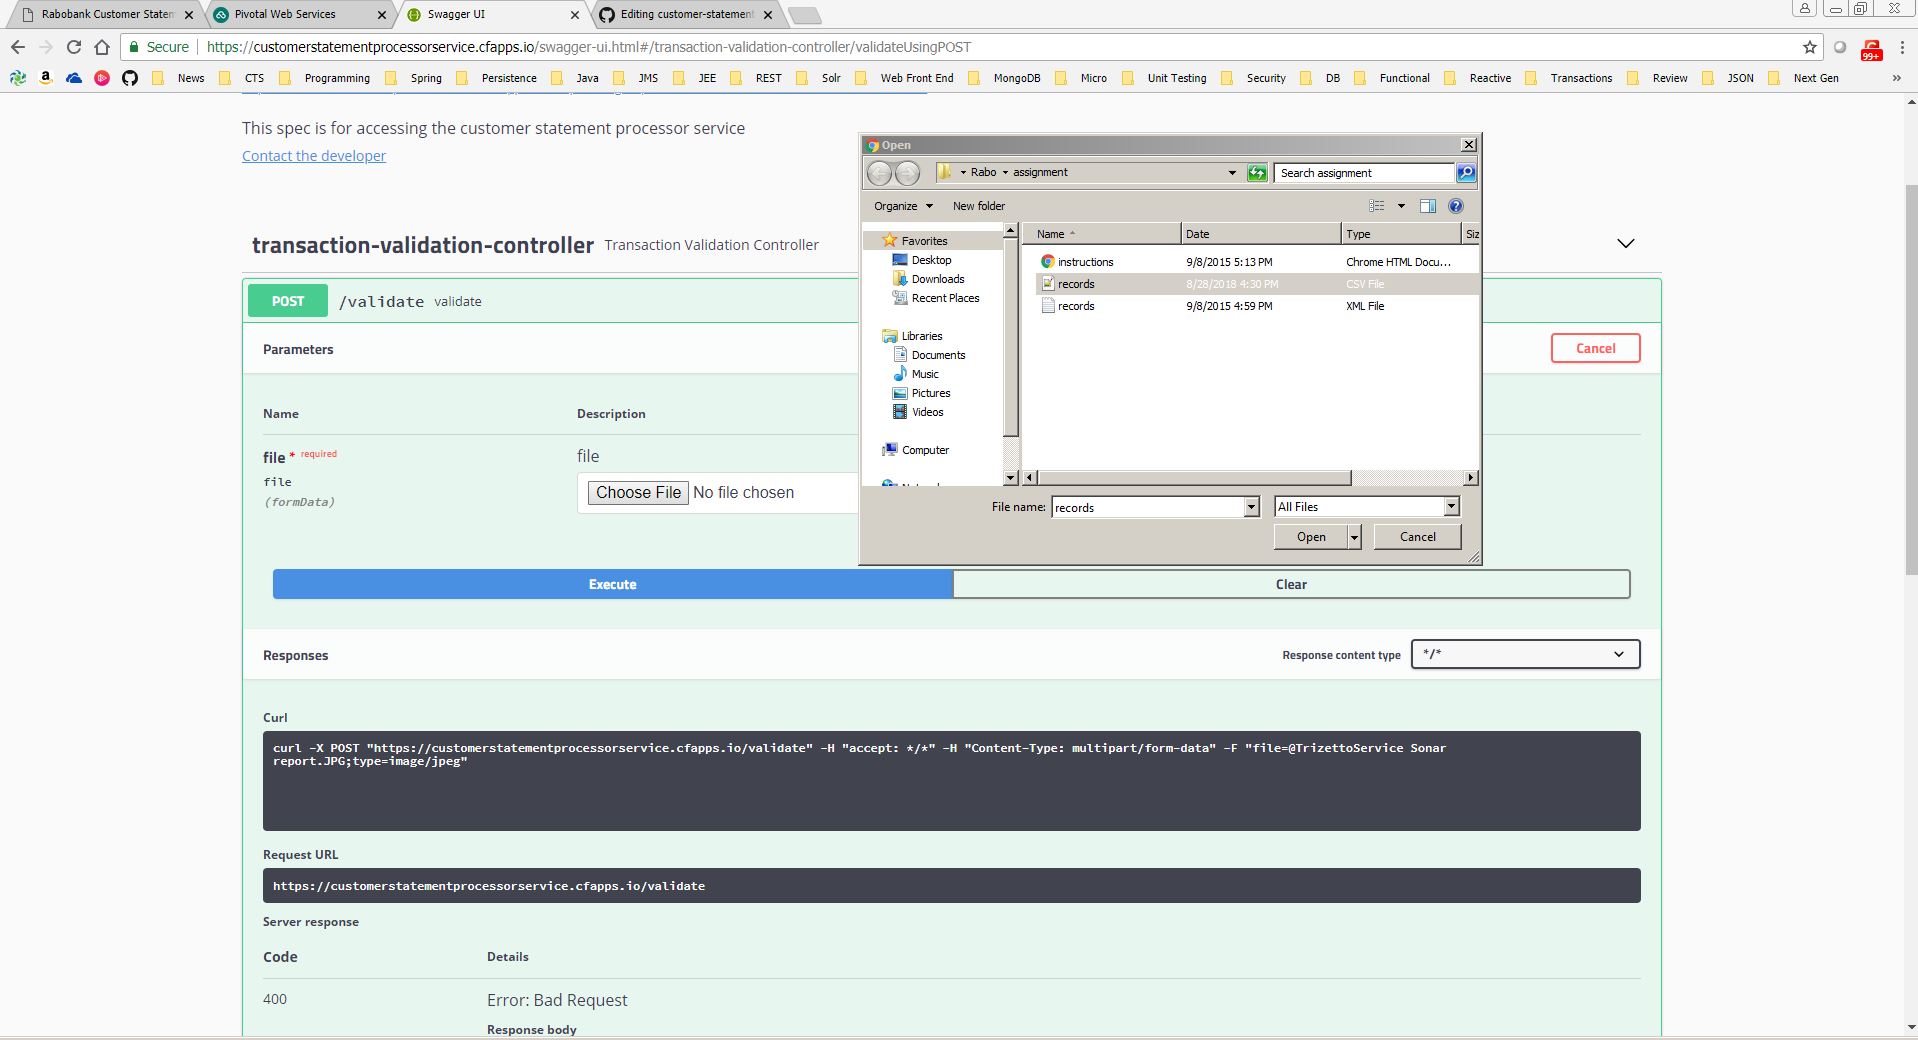 Rabobank Customer Statem
Pivotal Web Services
Swagger UI
Editing customer-statement
Secure
https://customerstatementprocessorservice.cfapps.io/swagger-ui.html#/transaction-validation-controller/validateUsingPOST
99+
News CTS Programming Spring Persistence Java JMS JEE REST Solr Web Front End MongoDB Micro Unit Testing Security DB Functional Reactive Transactions Review JSON Next Gen »
This spec is for accessing the customer statement processor service
Contact the developer
transaction-validation-controller Transaction Validation Controller
POST /validate validate
Parameters
Cancel
Name Description
file * required
file
file
(formData)
Choose File No file chosen
Open
Rabo assignment
Search assignment
Organize New folder
Favorites
Desktop
Downloads
Recent Places
Libraries
Documents
Music
Pictures
Videos
Computer
Name Date Type Siz
instructions 9/8/2015 5:13 PM Chrome HTML Docu...
records 8/28/2018 4:30 PM CSV File
records 9/8/2015 4:59 PM XML File
File name: records All Files
Open Cancel
Execute Clear
Responses
Response content type */*
Curl
curl -X POST "https://customerstatementprocessorservice.cfapps.io/validate" -H "accept: */*" -H "Content-Type: multipart/form-data" -F "file=@TrizettoService Sonar
report.JPG;type=image/jpeg"
Request URL
https://customerstatementprocessorservice.cfapps.io/validate
Server response
Code Details
400 Error: Bad Request
Response body